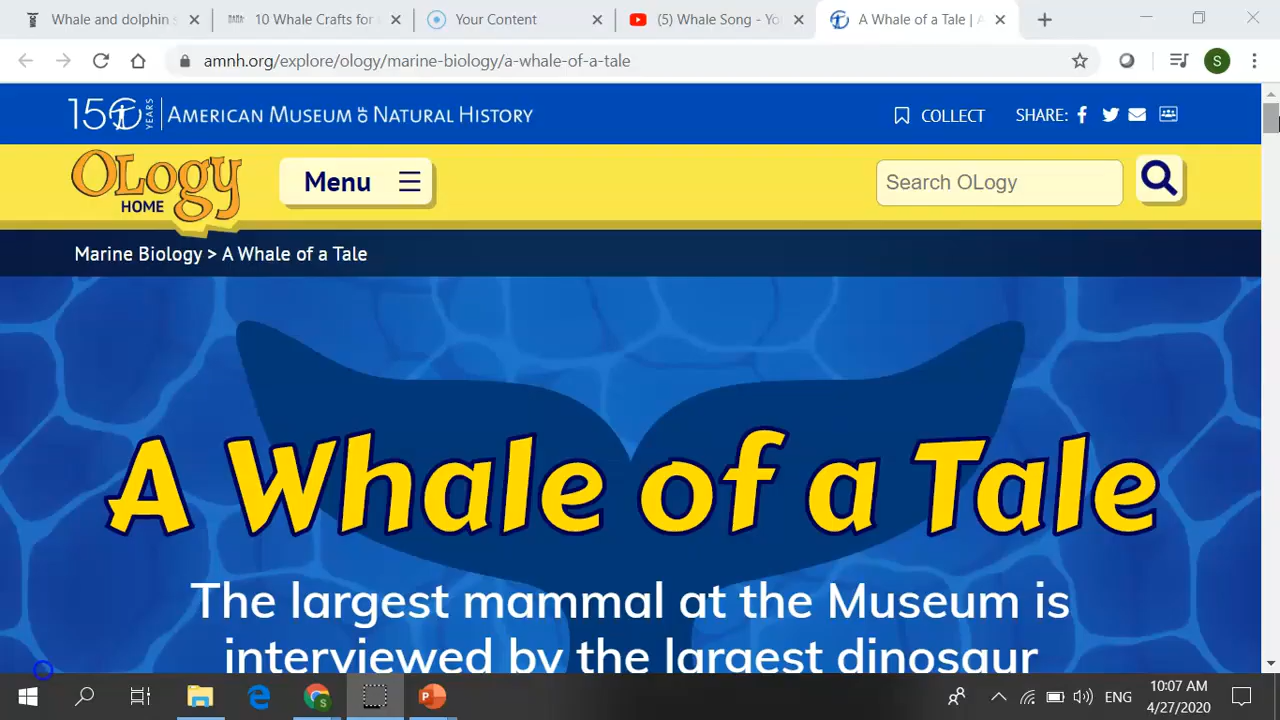 Whale and dolphin
10 Whale Crafts for
Your Content
(5) Whale Song - Yo
A Whale of a Tale |
amnh.org/explore/ology/marine-biology/a-whale-of-a-tale
S
150 YEARS AMERICAN MUSEUM OF NATURAL HISTORY
COLLECT SHARE:
OLogy
HOME
Menu
Search OLogy
Marine Biology > A Whale of a Tale
A Whale of a Tale
The largest mammal at the Museum is
interviewed by the largest dinosaur
ENG
10:07 AM
4/27/2020